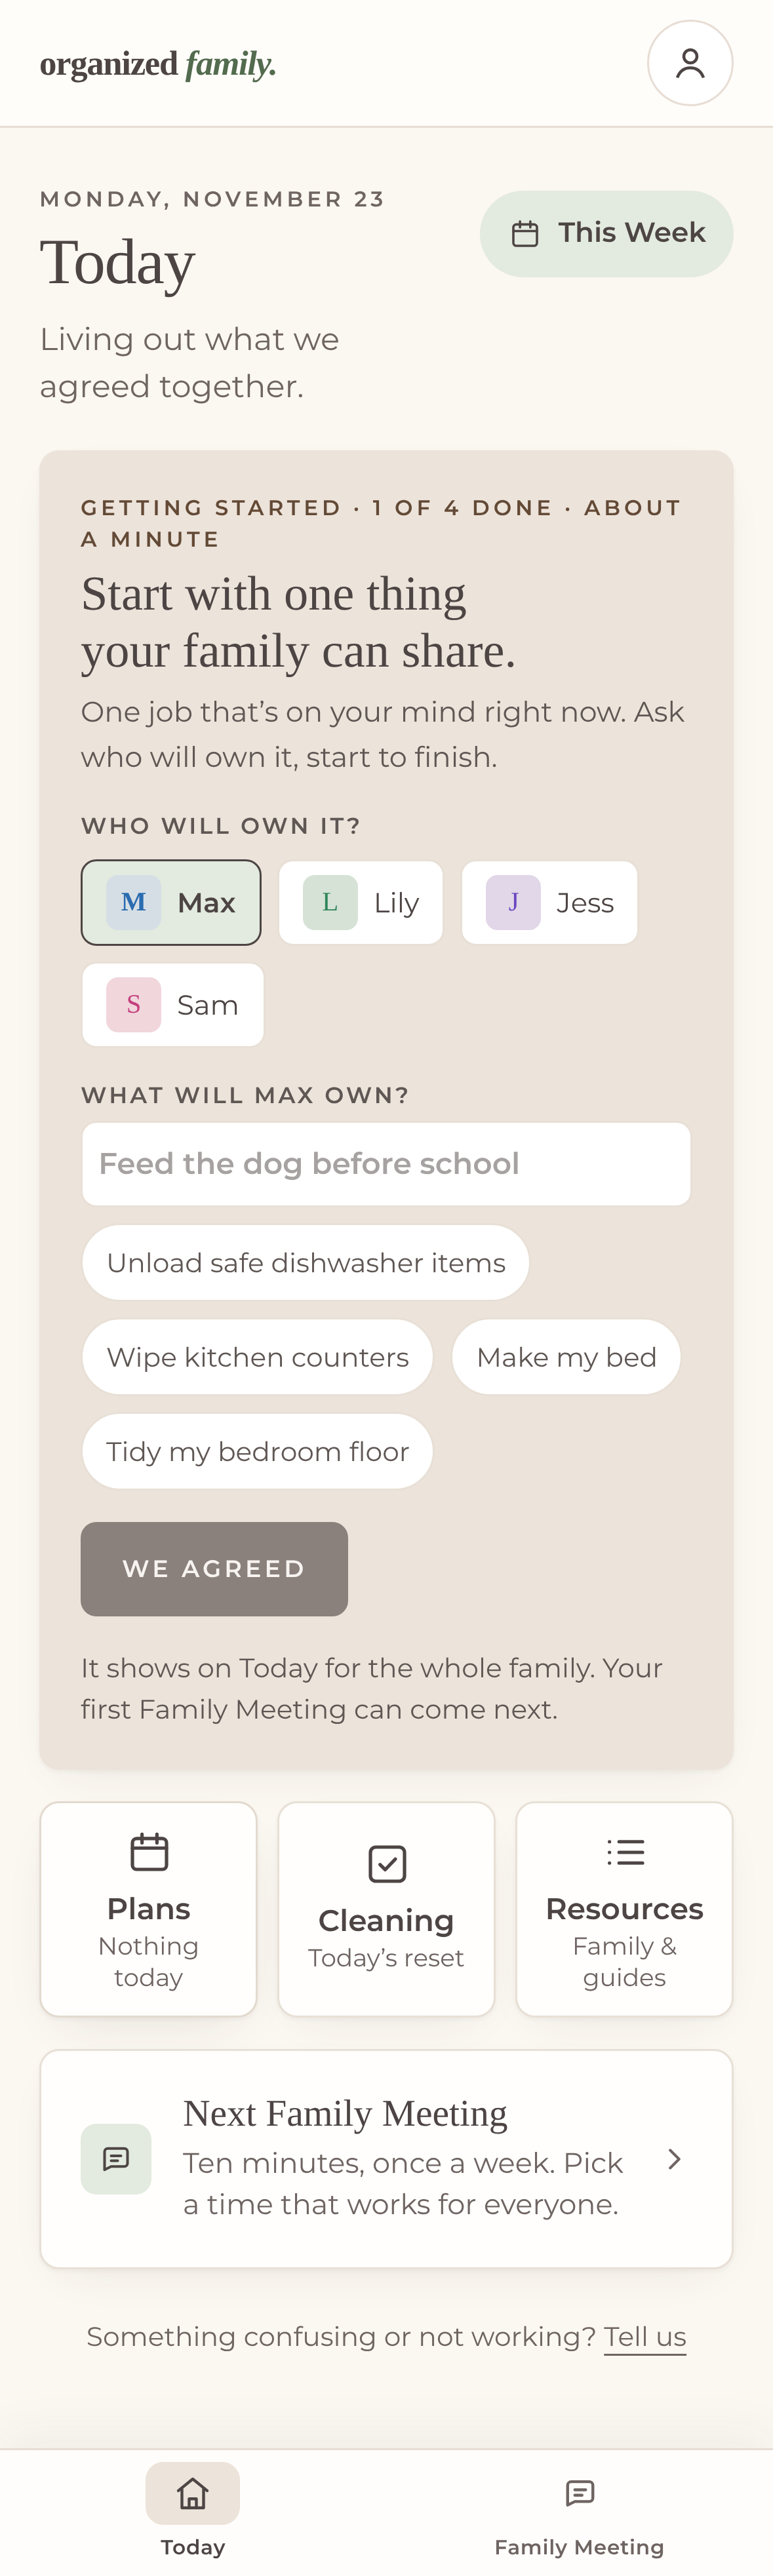 organized family.
MONDAY, NOVEMBER 23
Today
This Week
Living out what we
agreed together.
GETTING STARTED · 1 OF 4 DONE · ABOUT
A MINUTE
Start with one thing
your family can share.
One job that’s on your mind right now. Ask
who will own it, start to finish.
WHO WILL OWN IT?
M Max
L Lily
J Jess
S Sam
WHAT WILL MAX OWN?
Feed the dog before school
Unload safe dishwasher items
Wipe kitchen counters
Make my bed
Tidy my bedroom floor
WE AGREED
It shows on Today for the whole family. Your
first Family Meeting can come next.
Plans
Nothing
today
Cleaning
Today’s reset
Resources
Family &
guides
Next Family Meeting
Ten minutes, once a week. Pick
a time that works for everyone.
Something confusing or not working? Tell us
Today
Family Meeting